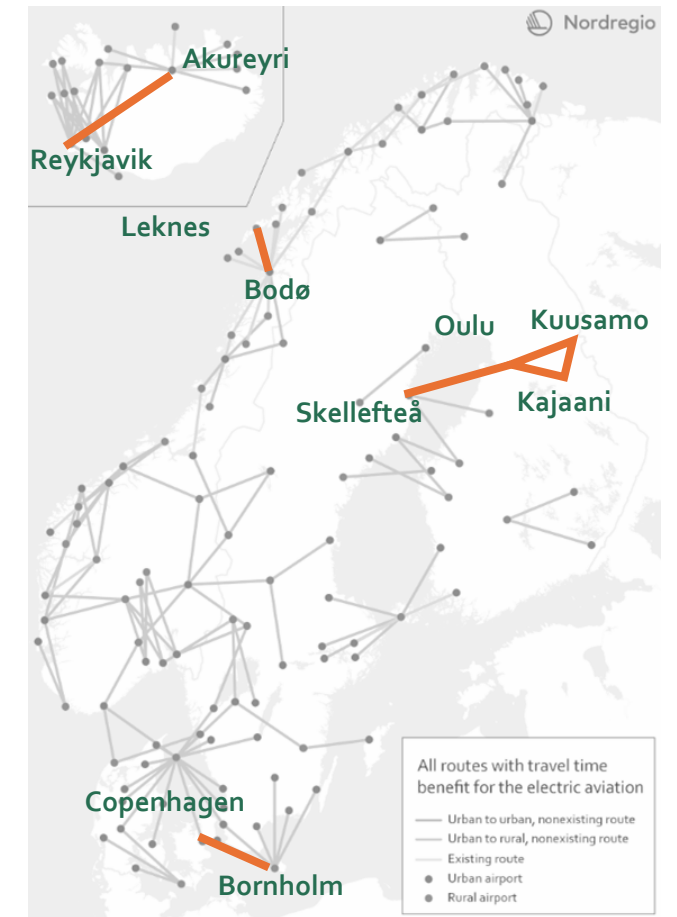 Nordregio
Akureyri
Reykjavik
Leknes
Bodø
Oulu
Kuusamo
Skellefteå
Kajaani
Copenhagen
Bornholm
All routes with travel time
benefit for the electric aviation
Urban to urban, nonexisting route
Urban to rural, nonexisting route
Existing route
Urban airport
Rural airport